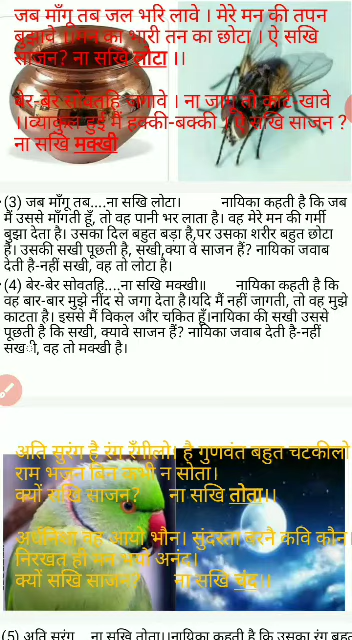 जब माँगू तब जल भरि लावे । मेरे मन की तपन
बुझावे । मन का भारी तन का छोटा । ऐ सखि
साजन? ना सखि लोटा ।।
बेर-बेर सोवतहि जगावे । ना जागूँ तो काटे खावे
।।व्याकुल हुई मैं हक्की-बक्की । ऐ सखि साजन ?
ना सखि मक्खी
(3) जब माँगू तब....ना सखि लोटा। नायिका कहती है कि जब
मैं उससे माँगती हूँ, तो वह पानी भर लाता है। वह मेरे मन की गर्मी
बुझा देता है। उसका दिल बहुत बड़ा है,पर उसका शरीर बहुत छोटा
है। उसकी सखी पूछती है, सखी,क्या वे साजन हैं? नायिका जवाब
देती है-नहीं सखी, वह तो लोटा है।
(4) बेर-बेर सोवतहि....ना सखि मक्खी॥ नायिका कहती है कि
वह बार-बार मुझे नींद से जगा देता है।यदि मैं नहीं जागती, तो वह मुझे
काटता है। इससे मैं विकल और चकित हूँ।नायिका की सखी उससे
पूछती है कि सखी, क्यावे साजन हैं? नायिका जवाब देती है-नहीं
सखी, वह तो मक्खी है।
अति सुरंग है रंग रँगीलो। है गुणवंत बहुत चटकीलो
राम भजन बिन कभी न सोता।
क्यों सखि साजन? ना सखि तोता।।
अर्धनिशा वह आयो भौन। सुंदरता बरनै कवि कौन।
निरखत ही मन भयो अनंद।
क्यों सखि साजन? ना सखि चंद।।
(5) अति सुरंग.... ना सखि तोता।।नायिका कहती है कि उसका रंग बहुत